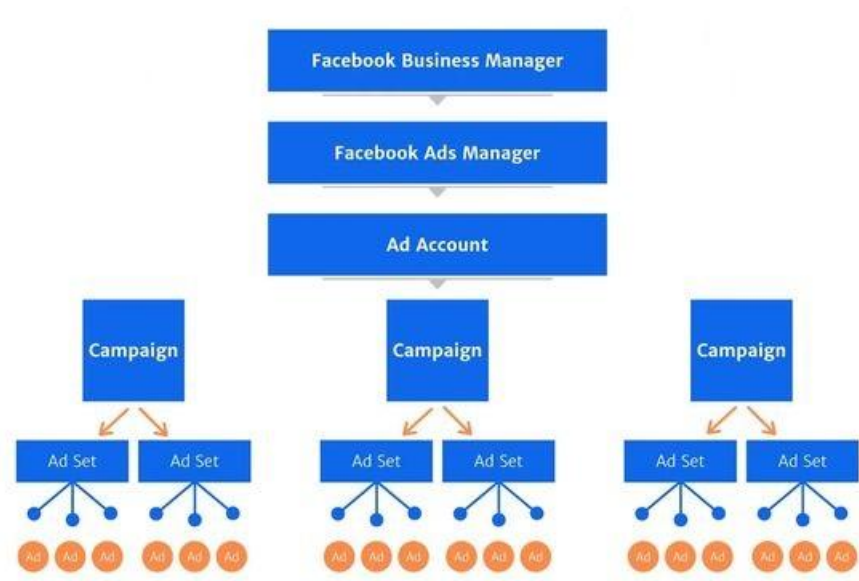 Facebook Business Manager
Facebook Ads Manager
Ad Account
Campaign Campaign Campaign
Ad Set Ad Set Ad Set Ad Set Ad Set Ad Set
Ad Ad Ad Ad Ad Ad Ad Ad Ad Ad Ad Ad Ad Ad Ad Ad Ad Ad